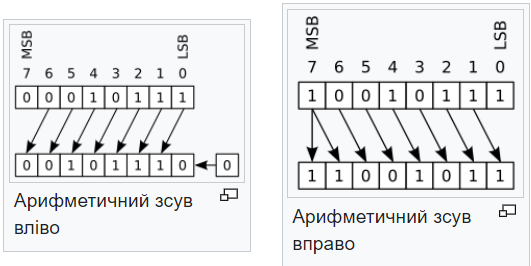 MSB
LSB
7 6 5 4 3 2 1 0
0 0 0 1 0 1 1 1
0 0 1 0 1 1 1 0 0
Арифметичний зсув
вліво
MSB
LSB
7 6 5 4 3 2 1 0
1 0 0 1 0 1 1 1
1 1 0 0 1 0 1 1
Арифметичний зсув
вправо